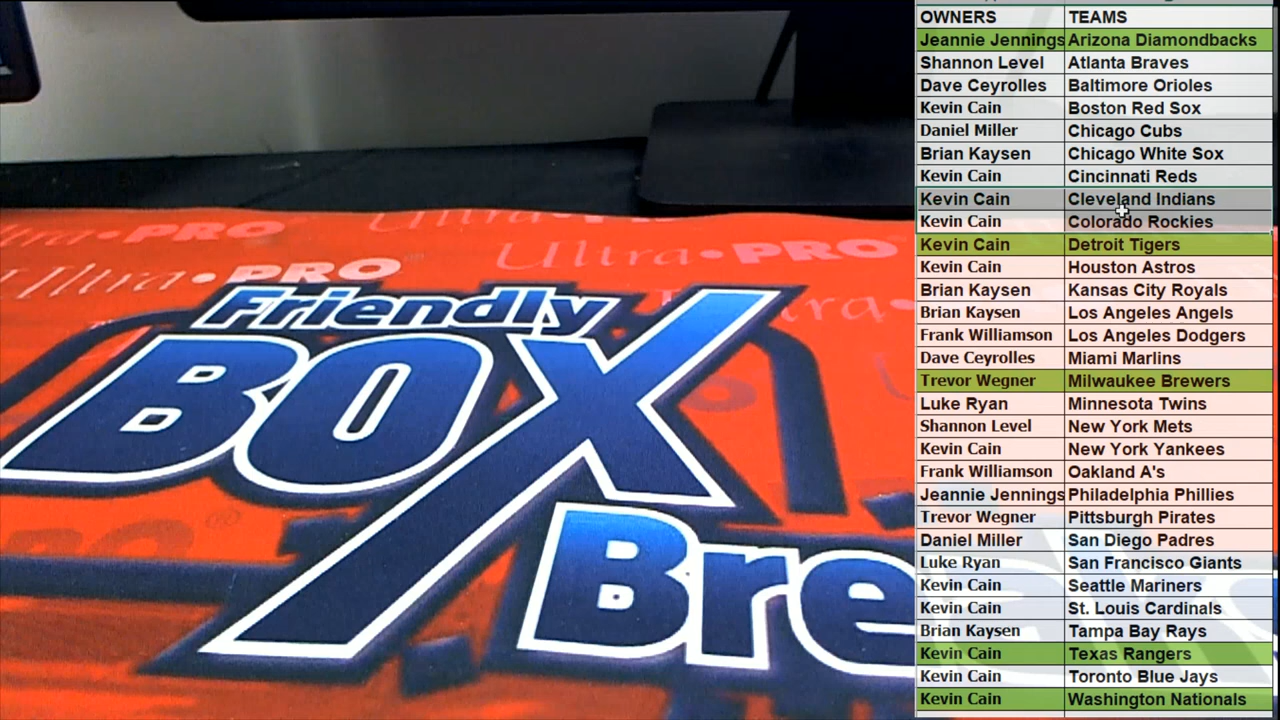 Ultra•PRO
Ultra•PRO
Ultra•PRO
Friendly
BOX
Bre
OWNERS TEAMS
Jeannie Jennings Arizona Diamondbacks
Shannon Level Atlanta Braves
Dave Ceyrolles Baltimore Orioles
Kevin Cain Boston Red Sox
Daniel Miller Chicago Cubs
Brian Kaysen Chicago White Sox
Kevin Cain Cincinnati Reds
Kevin Cain Cleveland Indians
Kevin Cain Colorado Rockies
Kevin Cain Detroit Tigers
Kevin Cain Houston Astros
Brian Kaysen Kansas City Royals
Brian Kaysen Los Angeles Angels
Frank Williamson Los Angeles Dodgers
Dave Ceyrolles Miami Marlins
Trevor Wegner Milwaukee Brewers
Luke Ryan Minnesota Twins
Shannon Level New York Mets
Kevin Cain New York Yankees
Frank Williamson Oakland A's
Jeannie Jennings Philadelphia Phillies
Trevor Wegner Pittsburgh Pirates
Daniel Miller San Diego Padres
Luke Ryan San Francisco Giants
Kevin Cain Seattle Mariners
Kevin Cain St. Louis Cardinals
Brian Kaysen Tampa Bay Rays
Kevin Cain Texas Rangers
Kevin Cain Toronto Blue Jays
Kevin Cain Washington Nationals